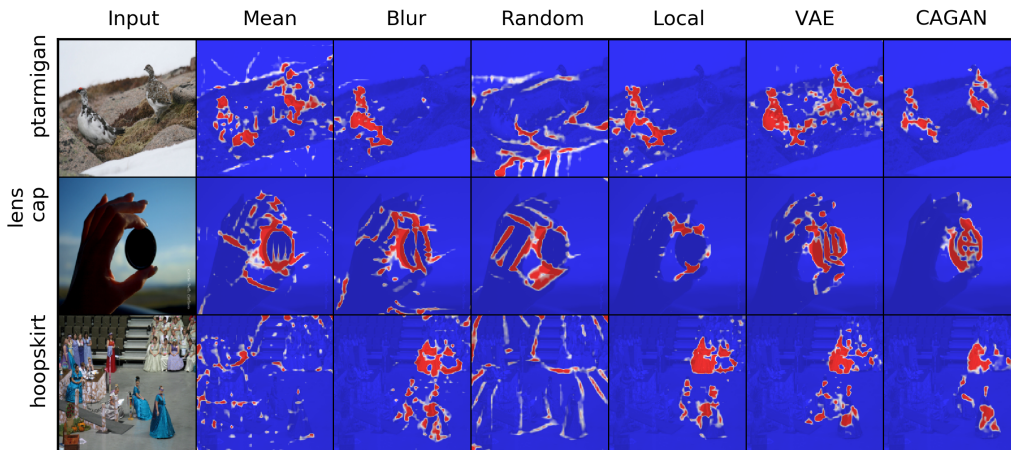 Input Mean Blur Random Local VAE CAGAN
ptarmigan
lens
cap
hoopskirt